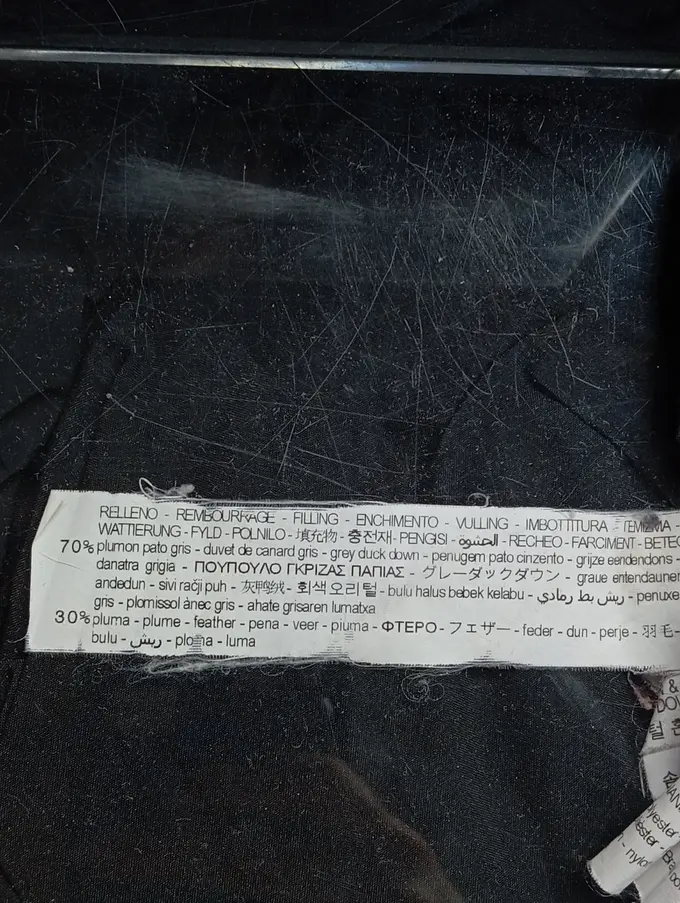 RELLENO - REMBOURRAGE - FILLING - ENCHIMENTO - VULLING - IMBOTTITURA -
WATTIERUNG - FYLD - POLNILO - 填充物 - 충전재 - PENGISI - الحشوة - RECHEO - FARCIMENT - BETEG
70% plumon pato gris - duvet de canard gris - grey duck down - penugem pato cinzento - grijze eendendons -
danatra grigia - ΠΟΥΠΟΥΛΟ ΓΚΡΙΖΑΣ ΠΑΠΙΑΣ - グレーダックダウン - graue entendauner
andedun - sivi račji puh - 灰鸭绒 - 회색오리털 - bulu halus bebek kelabu - ريش بط رمادي - penuxe
gris - plomissol ànec gris - ahate grisaren lumatxa
30% pluma - plume - feather - pena - veer - piuma - ΦΤΕΡΟ - フェザー - feder - dun - perje - 羽毛 -
bulu - ريش - ploma - luma
&
DOW
털
nylo